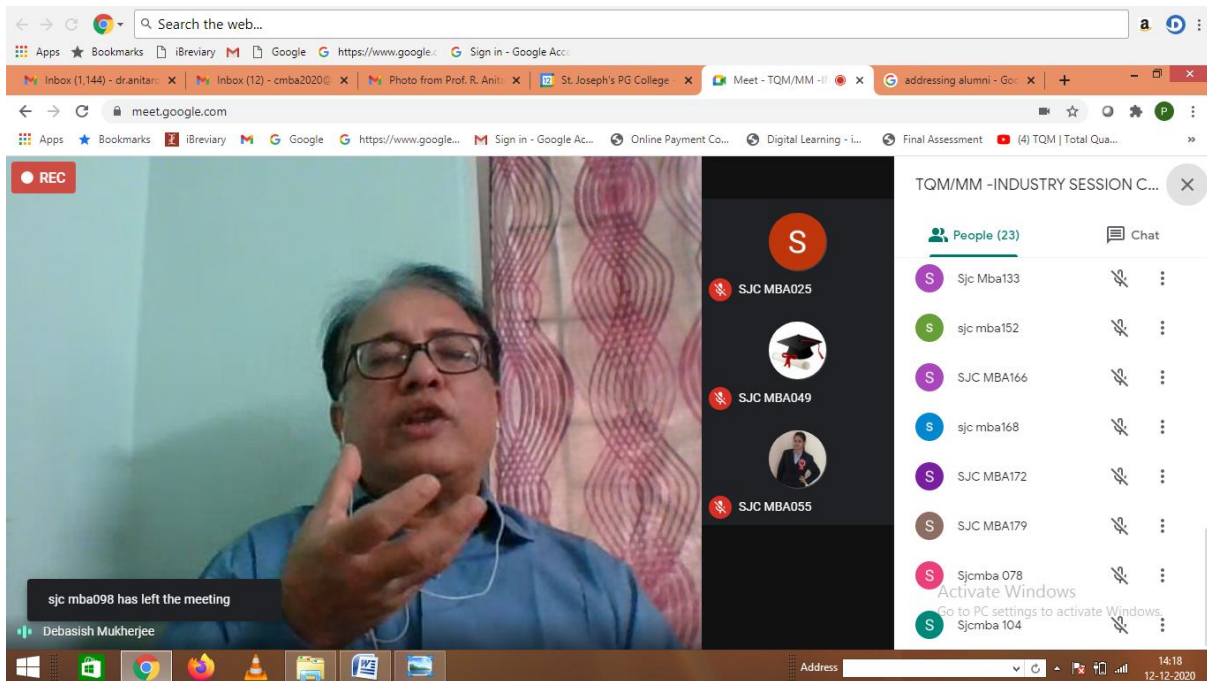 Search the web...
a
Apps Bookmarks iBreviary Google https://www.google.c Sign in - Google Acc
Inbox (1,144) - dr.anitarc Inbox (12) - cmba2020@ Photo from Prof. R. Anita St. Joseph's PG College - Meet - TQM/MM -I addressing alumni - Goo
meet.google.com
P
Apps Bookmarks iBreviary Google https://www.google... Sign in - Google Ac... Online Payment Co... Digital Learning - i... Final Assessment (4) TQM | Total Qua...
REC
TQM/MM -INDUSTRY SESSION C...
People (23) Chat
S
SJC MBA025
SJC MBA049
SJC MBA055
S Sjc Mba133
s sjc mba152
S SJC MBA166
s sjc mba168
S SJC MBA172
S SJC MBA179
S Sjcmba 078
S Sjcmba 104
Activate Windows
Go to PC settings to activate Windows.
sjc mba098 has left the meeting
Debasish Mukherjee
Address
14:18
12-12-2020